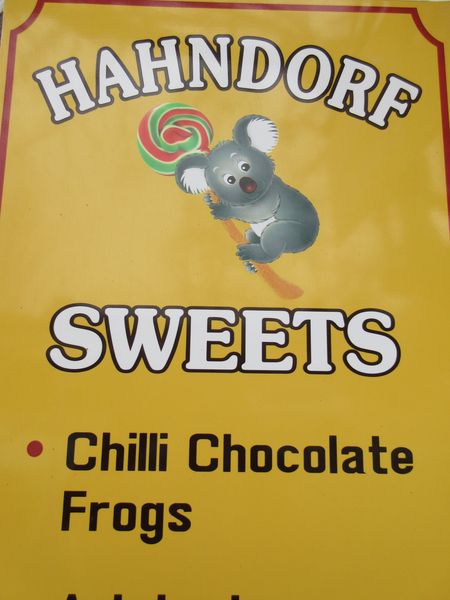 HAHNDORF
SWEETS
• Chilli Chocolate
Frogs